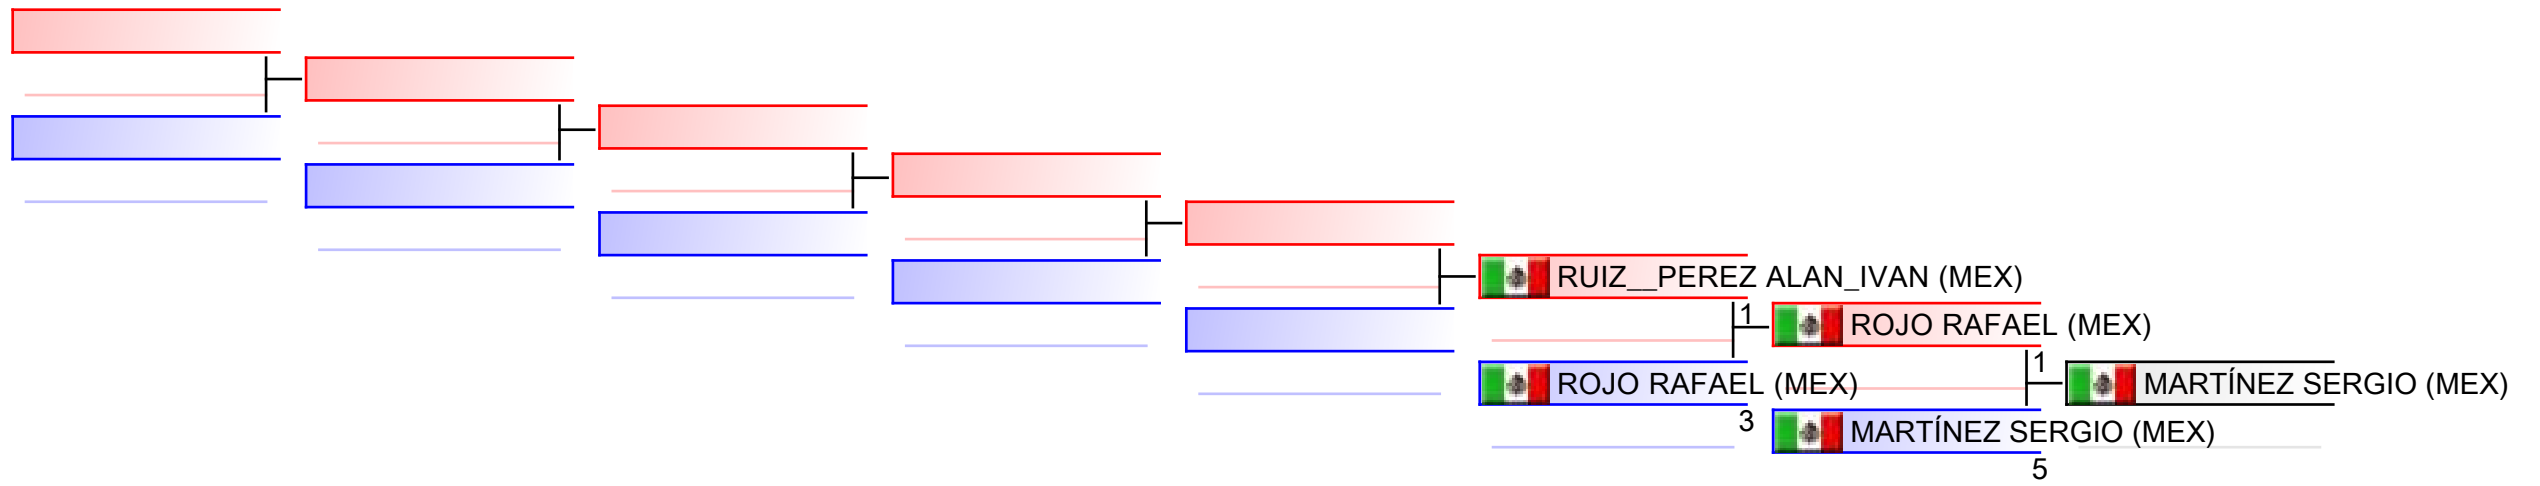 RUIZ__PEREZ ALAN_IVAN (MEX)
1
ROJO RAFAEL (MEX)
3
ROJO RAFAEL (MEX)
1
MARTÍNEZ SERGIO (MEX)
5
MARTÍNEZ SERGIO (MEX)